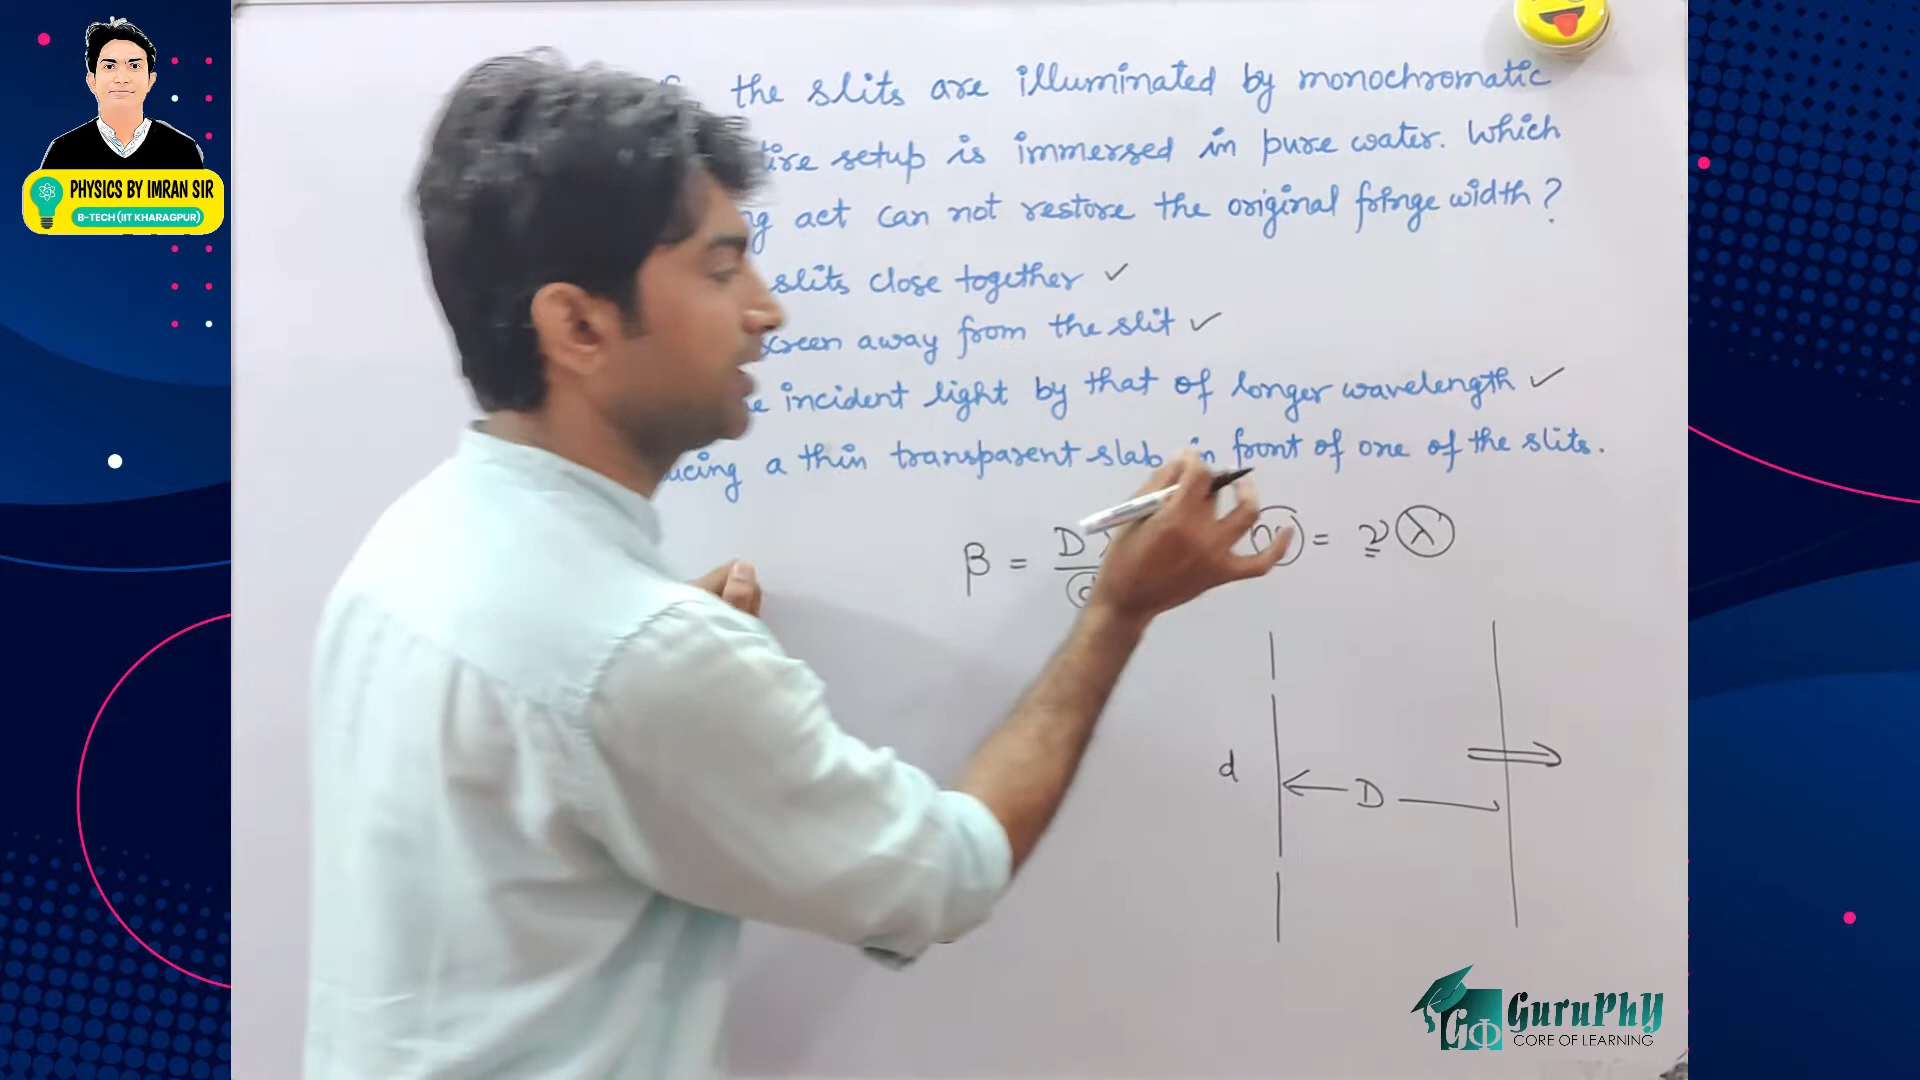 PHYSICS BY IMRAN SIR
B-TECH (IIT KHARAGPUR)
the slits are illuminated by monochromatic
setup is immersed in pure water. Which
act can not restore the original fringe width?
slits close together ✓
away from the slit ✓
incident light by that of longer wavelength ✓
a thin transparent slab in front of one of the slits.
β = D
= ν λ
d
D
GΦ GuruPhy
CORE OF LEARNING